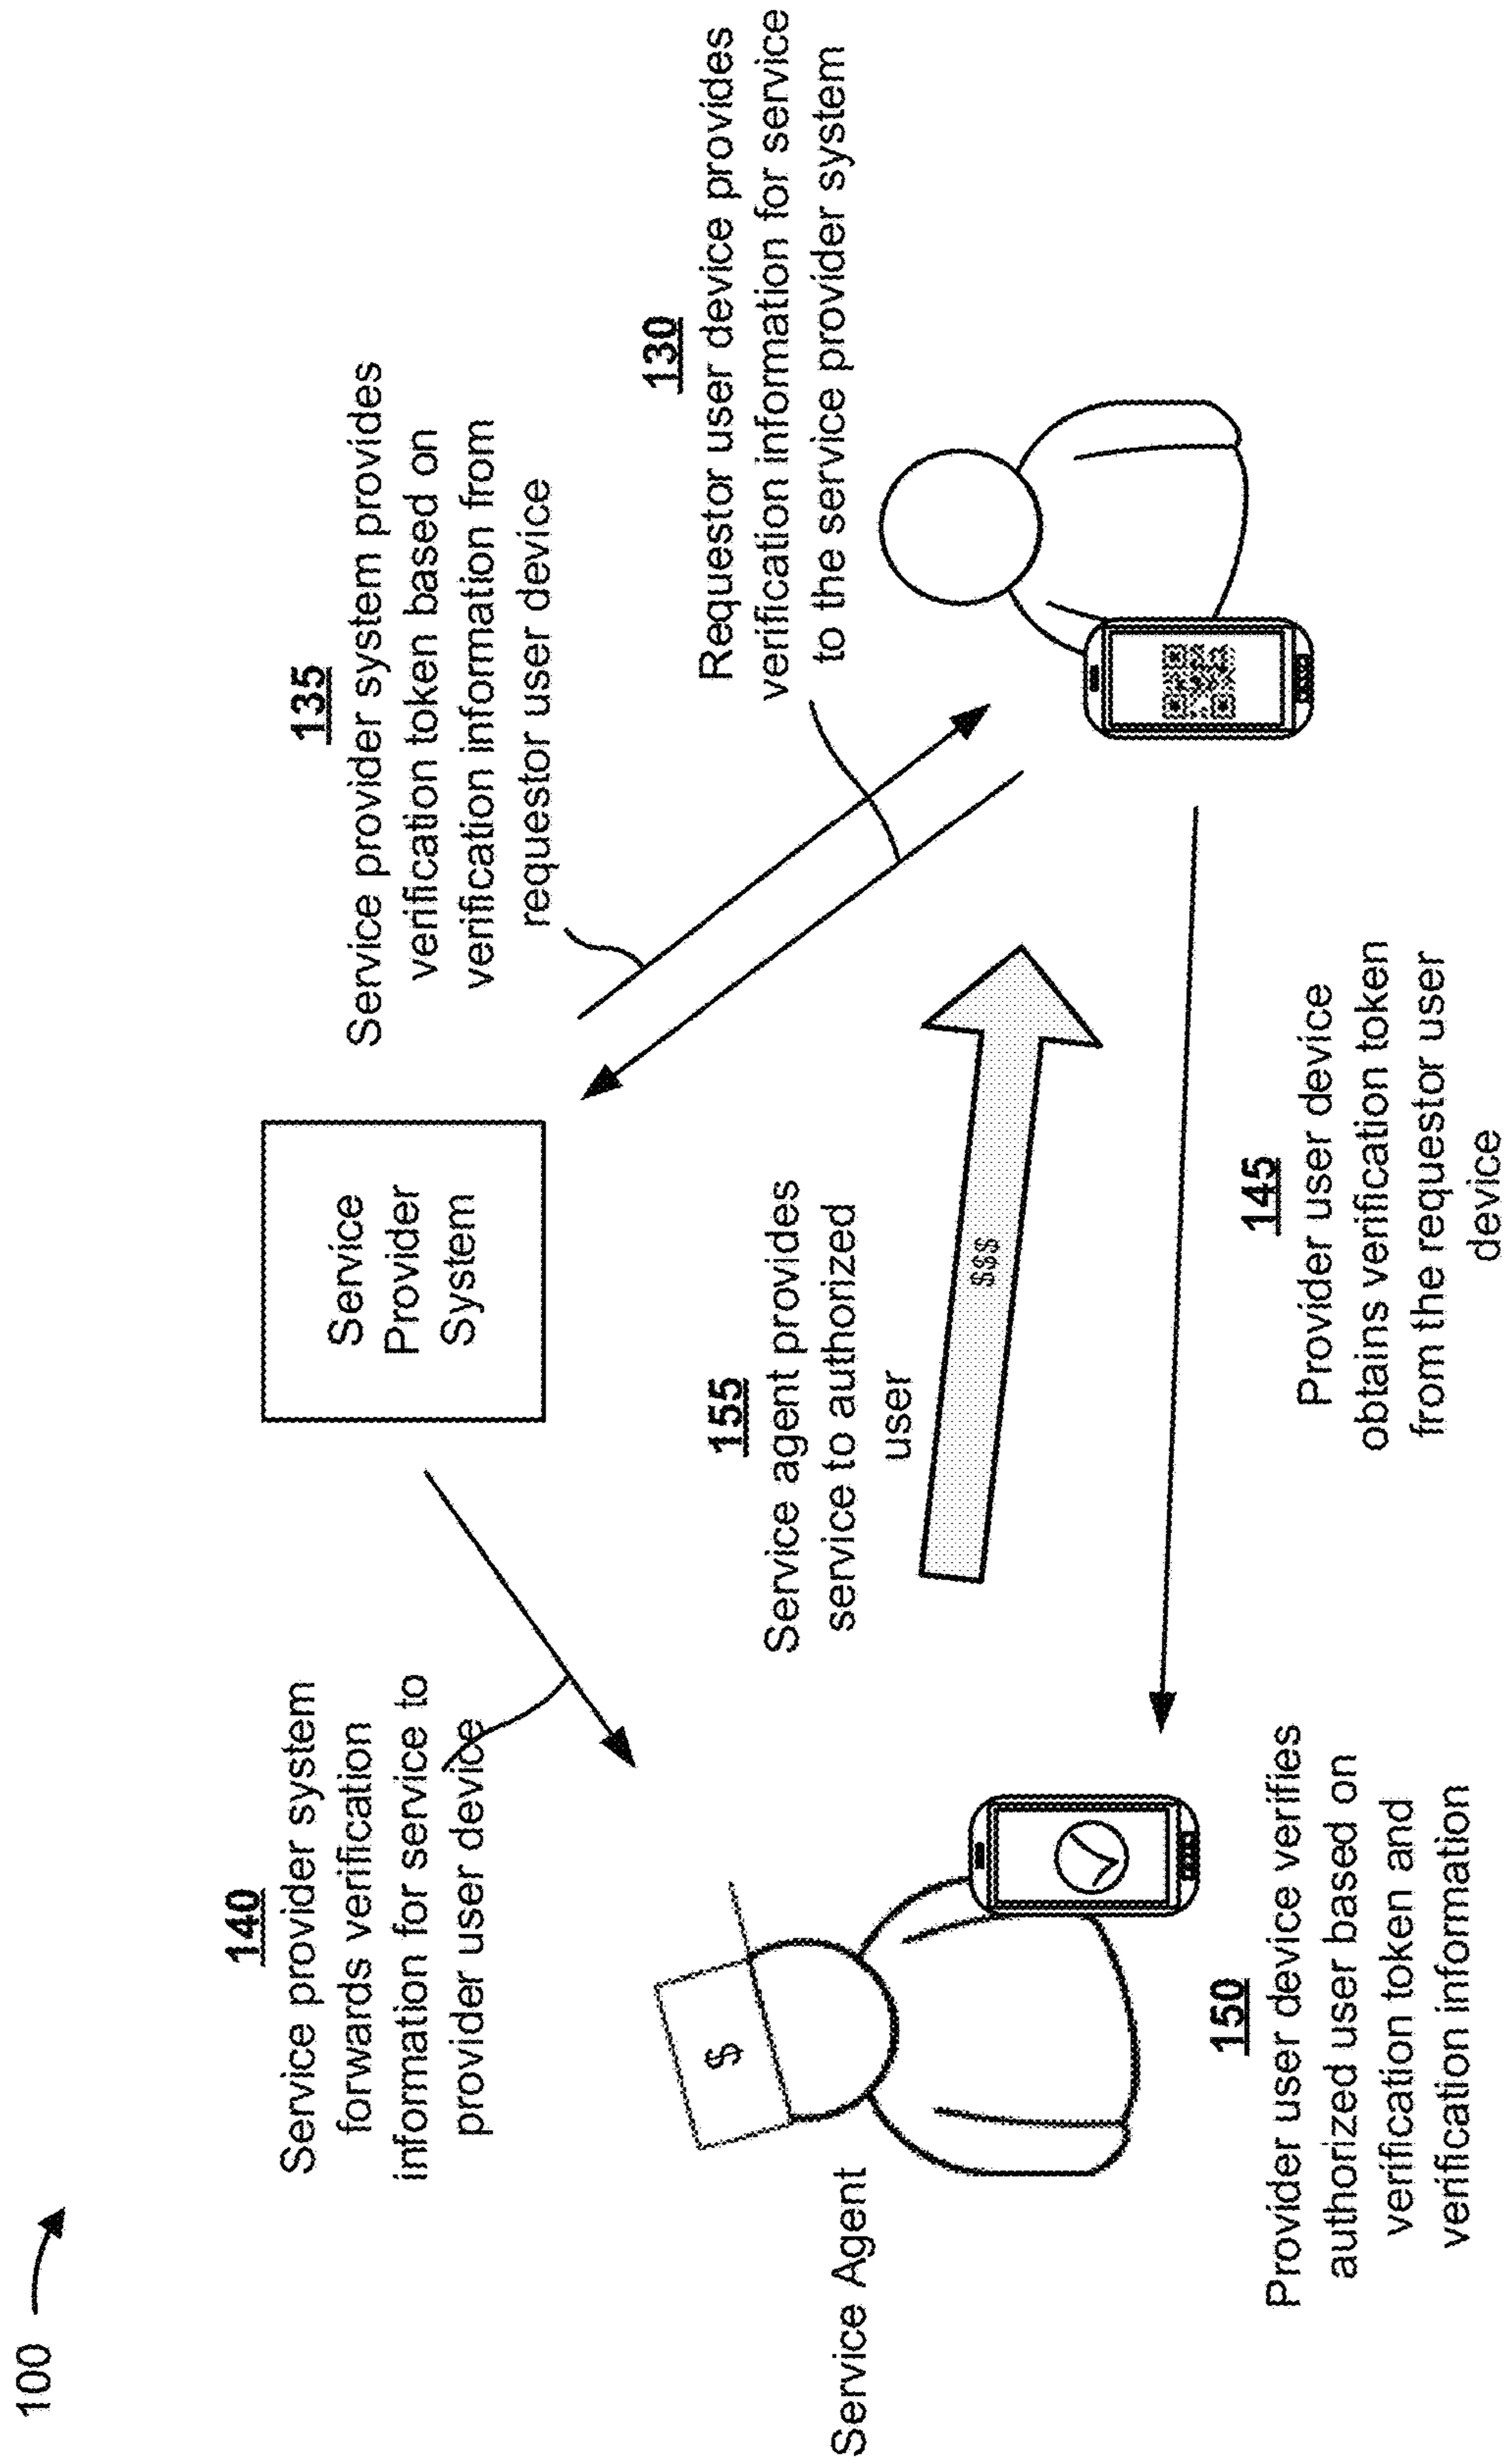 100
140
Service provider system
forwards verification
information for service to
provider user device
Service
Provider
System
135
Service provider system provides
verification token based on
verification information from
requestor user device
130
Requestor user device provides
verification information for service
to the service provider system
$
Service Agent
155
Service agent provides
service to authorized
user
$$$
150
Provider user device verifies
authorized user based on
verification token and
verification information
145
Provider user device
obtains verification token
from the requestor user
device